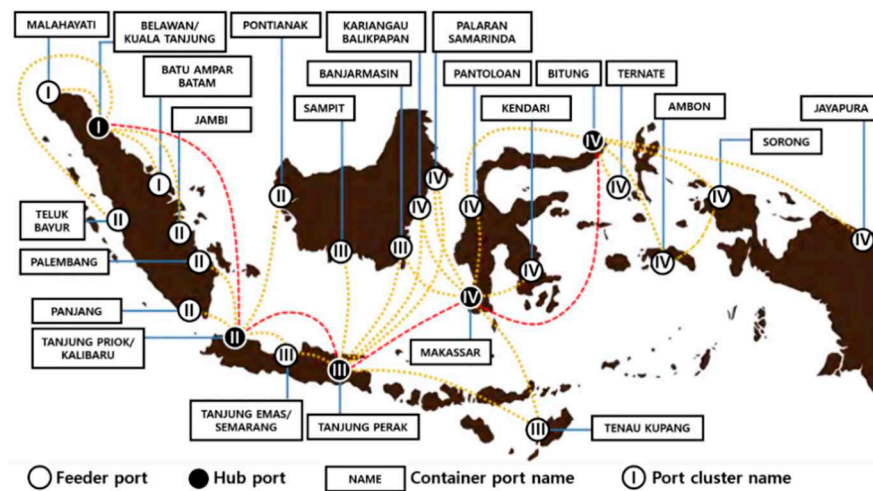 MALAHAYATI
BELAWAN/
KUALA TANJUNG
PONTIANAK
KARIANGAU
BALIKPAPAN
PALARAN
SAMARINDA
BATU AMPAR
BATAM
BANJARMASIN
PANTOLOAN
BITUNG
TERNATE
JAMBI
SAMPIT
KENDARI
AMBON
JAYAPURA
SORONG
I
I
IV
IV
I
II
IV
IV
IV
IV
IV
TELUK
BAYUR
II
II
III
III
IV
IV
IV
PALEMBANG
II
PANJANG
II
IV
TANJUNG PRIOK/
KALIBARU
II
III
III
MAKASSAR
TANJUNG EMAS/
SEMARANG
TANJUNG PERAK
III
TENAU KUPANG
Feeder port
Hub port
NAME
Container port name
I
Port cluster name